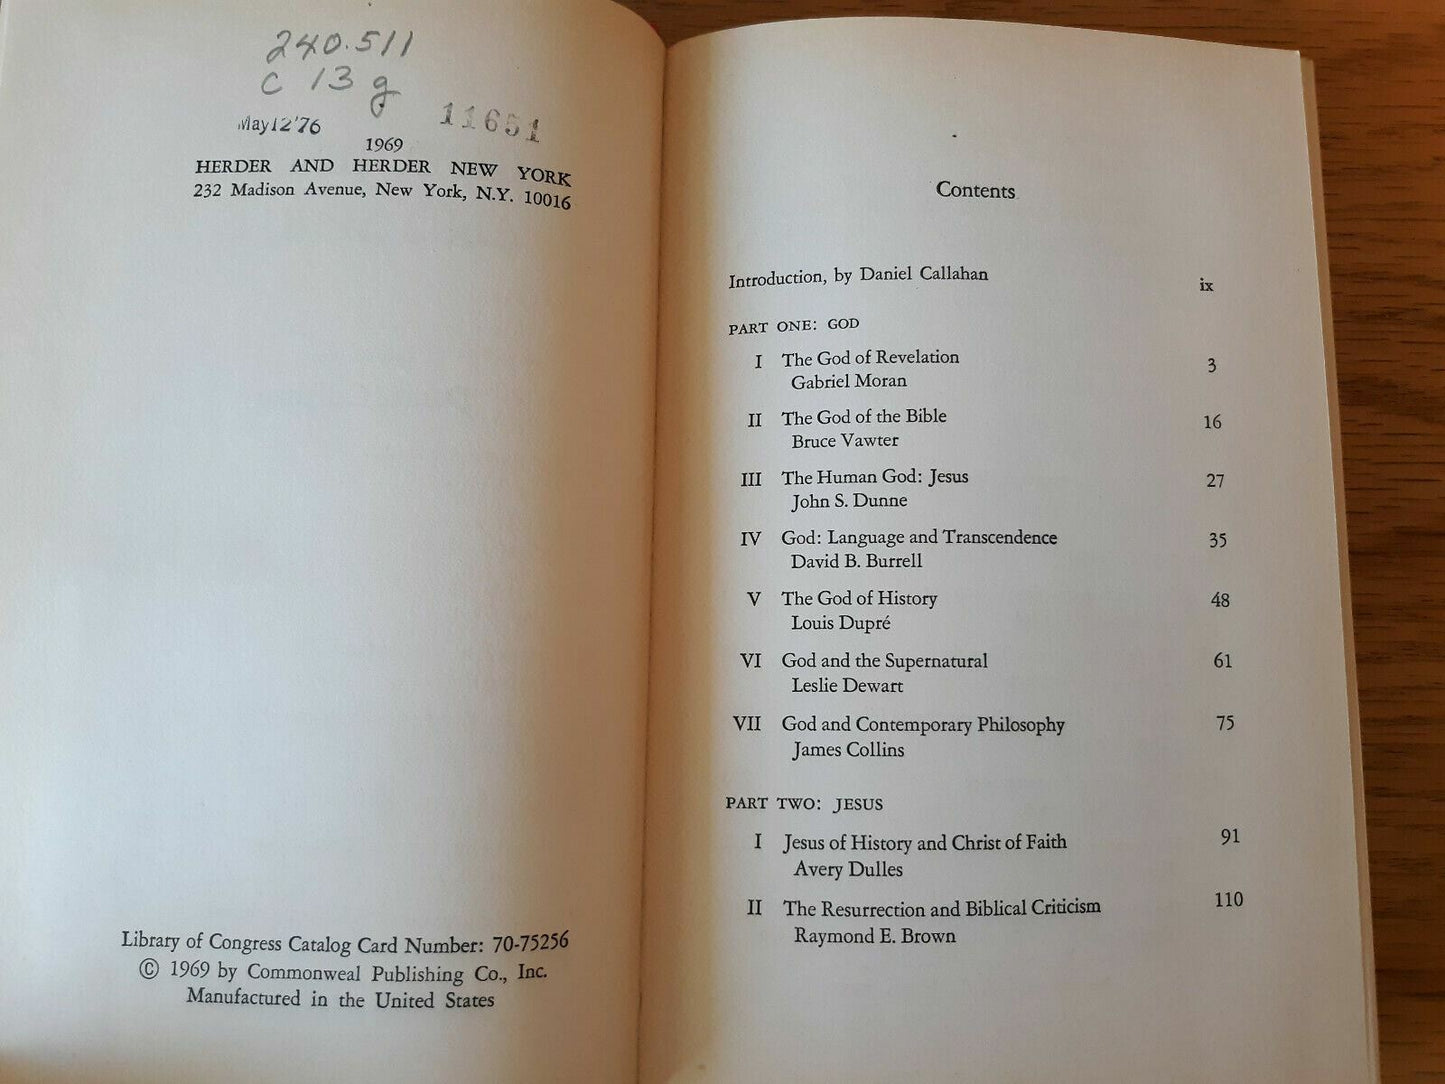 240.511
C 13 g
May 12 '76
11651
1969
HERDER AND HERDER NEW YORK
232 Madison Avenue, New York, N.Y. 10016
Library of Congress Catalog Card Number: 70-75256
© 1969 by Commonweal Publishing Co., Inc.
Manufactured in the United States
Contents
Introduction, by Daniel Callahan ix
PART ONE: GOD
I The God of Revelation 3
Gabriel Moran
II The God of the Bible 16
Bruce Vawter
III The Human God: Jesus 27
John S. Dunne
IV God: Language and Transcendence 35
David B. Burrell
V The God of History 48
Louis Dupré
VI God and the Supernatural 61
Leslie Dewart
VII God and Contemporary Philosophy 75
James Collins
PART TWO: JESUS
I Jesus of History and Christ of Faith 91
Avery Dulles
II The Resurrection and Biblical Criticism 110
Raymond E. Brown